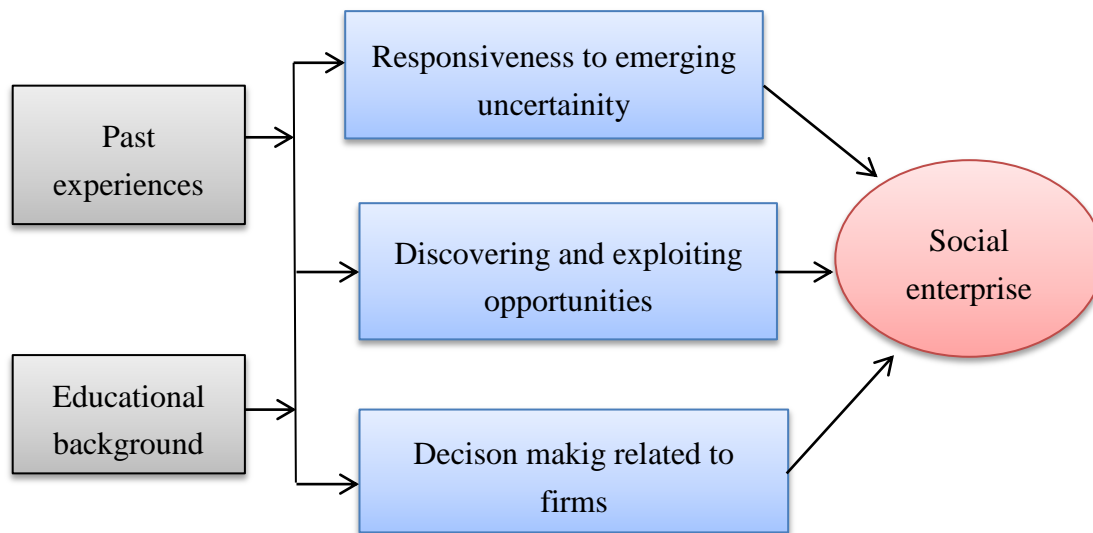 Past
experiences
Educational
background
Responsiveness to emerging
uncertainity
Discovering and exploiting
opportunities
Decison makig related to
firms
Social
enterprise